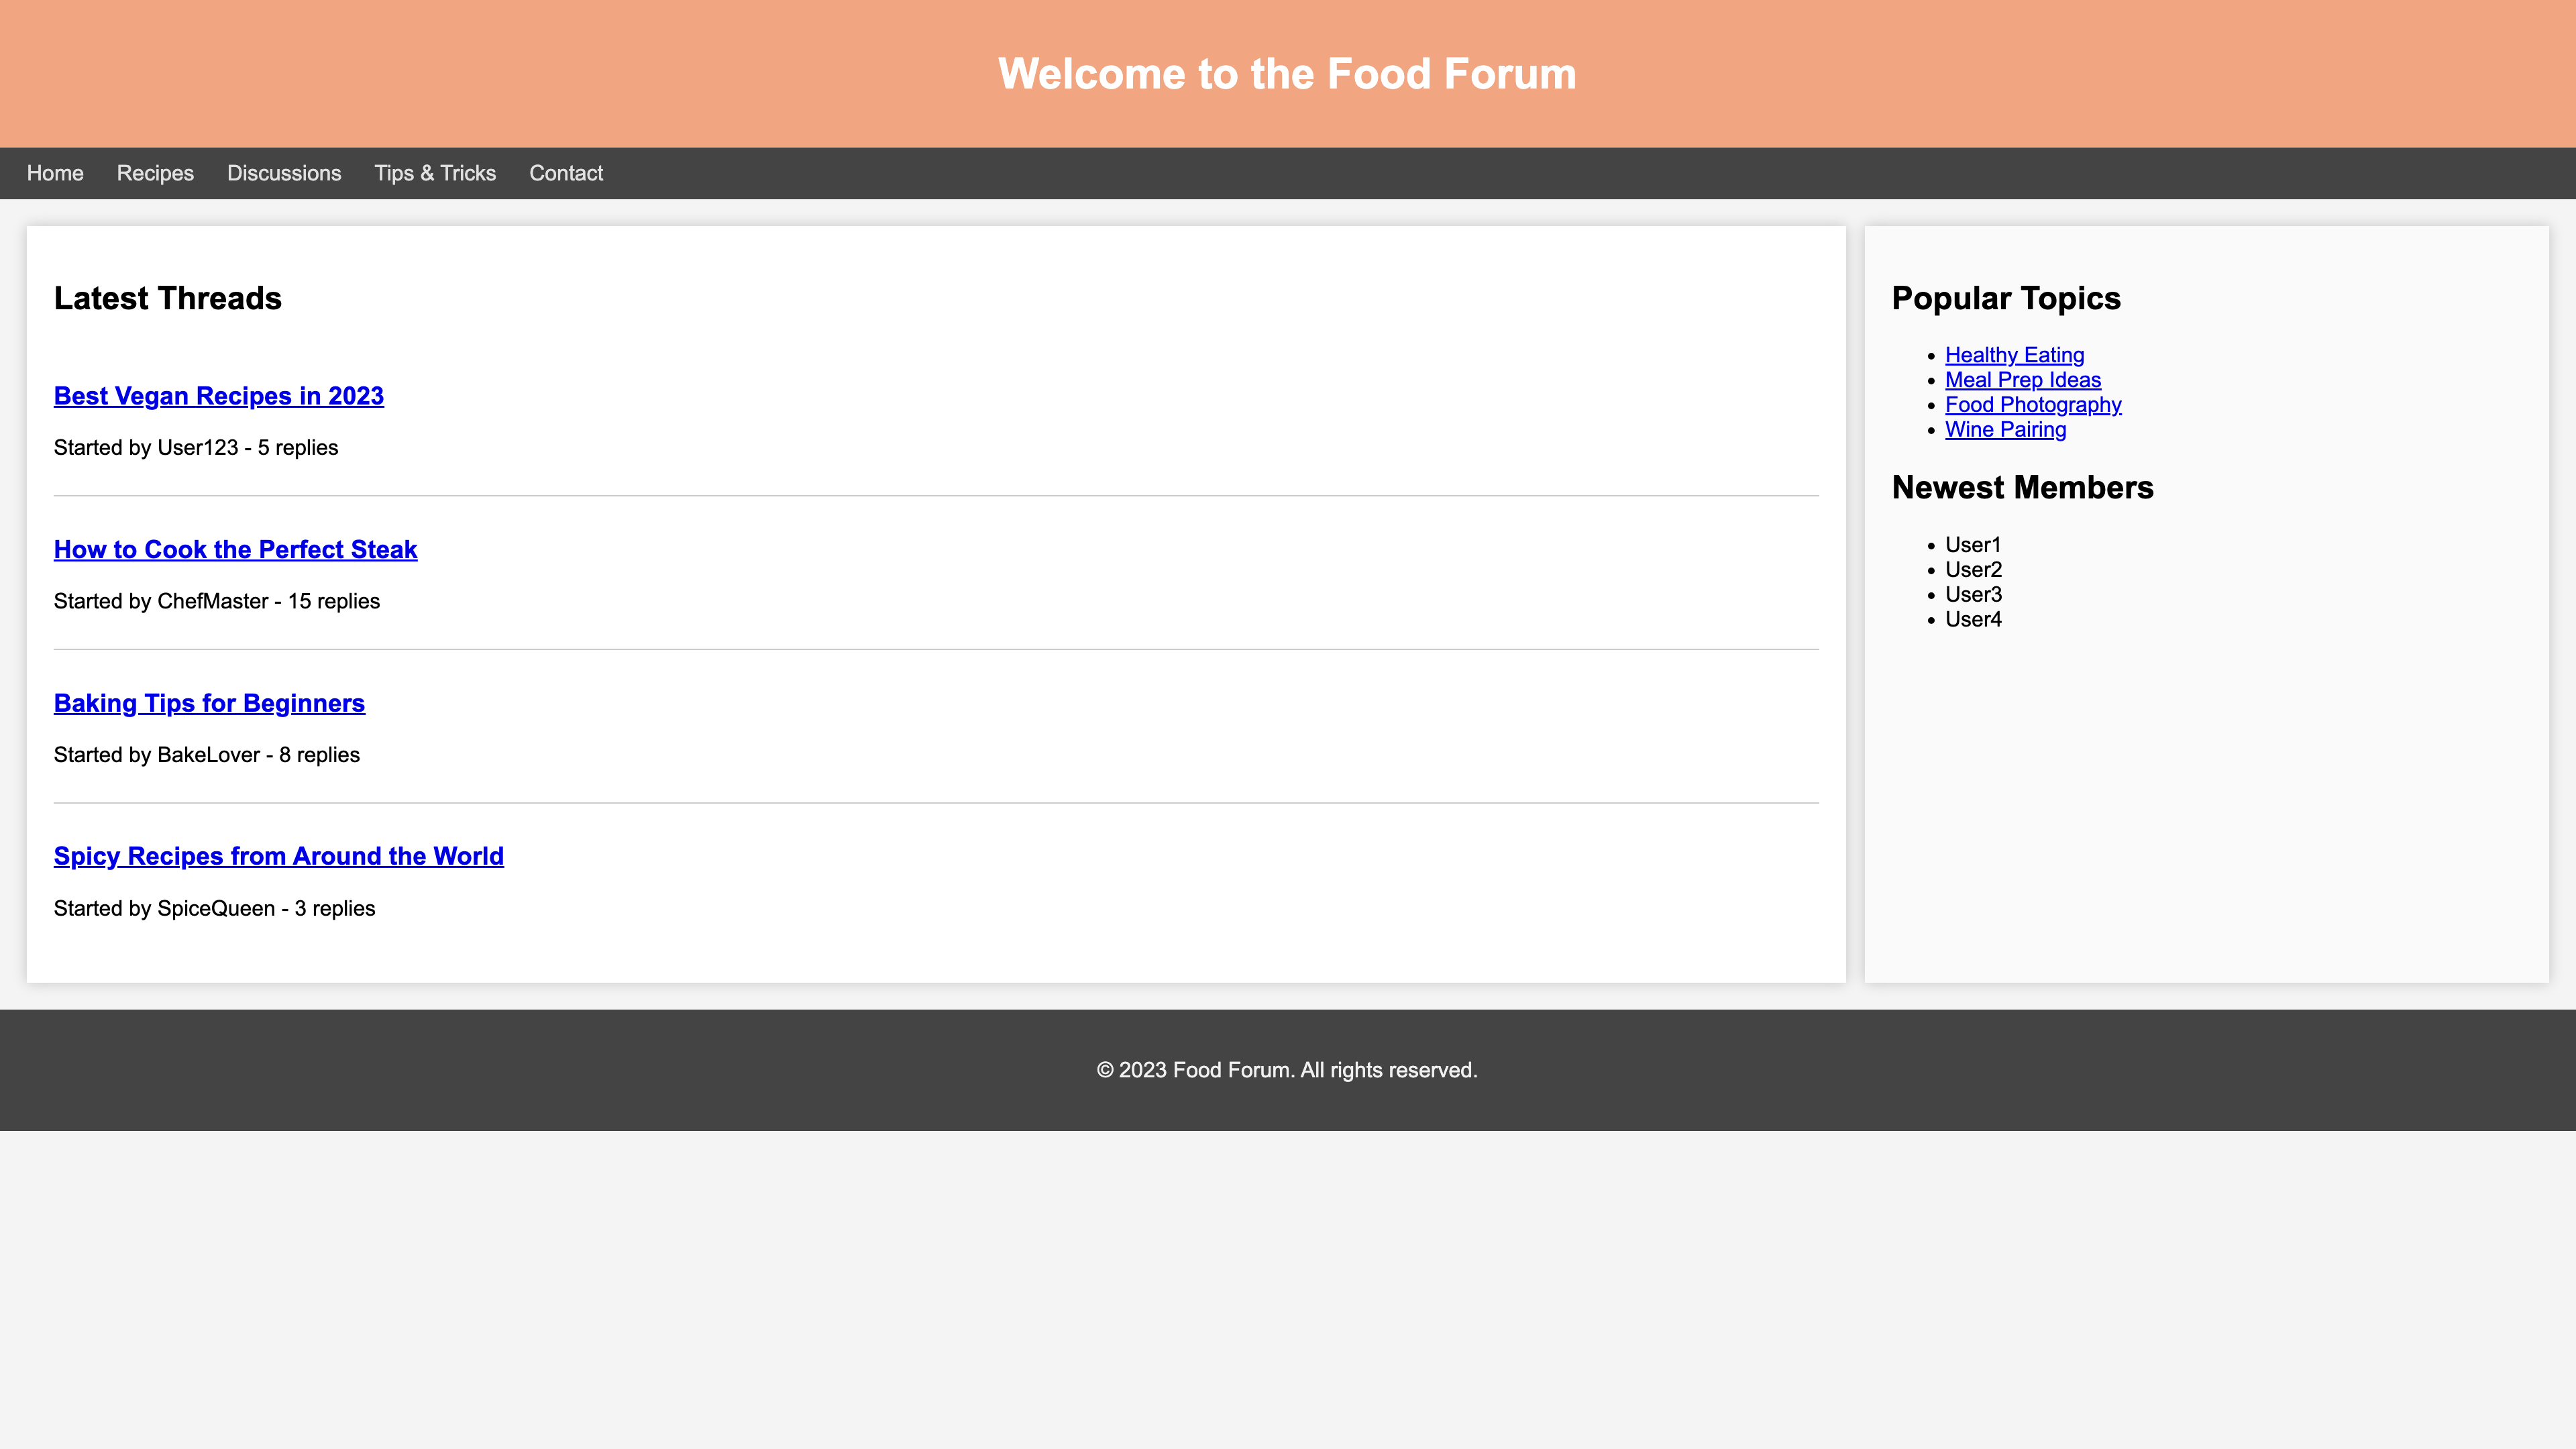 Welcome to the Food Forum
Home Recipes Discussions Tips & Tricks Contact
Latest Threads
Best Vegan Recipes in 2023
Started by User123 - 5 replies
How to Cook the Perfect Steak
Started by ChefMaster - 15 replies
Baking Tips for Beginners
Started by BakeLover - 8 replies
Spicy Recipes from Around the World
Started by SpiceQueen - 3 replies
Popular Topics
Healthy Eating
Meal Prep Ideas
Food Photography
Wine Pairing
Newest Members
User1
User2
User3
User4
© 2023 Food Forum. All rights reserved.